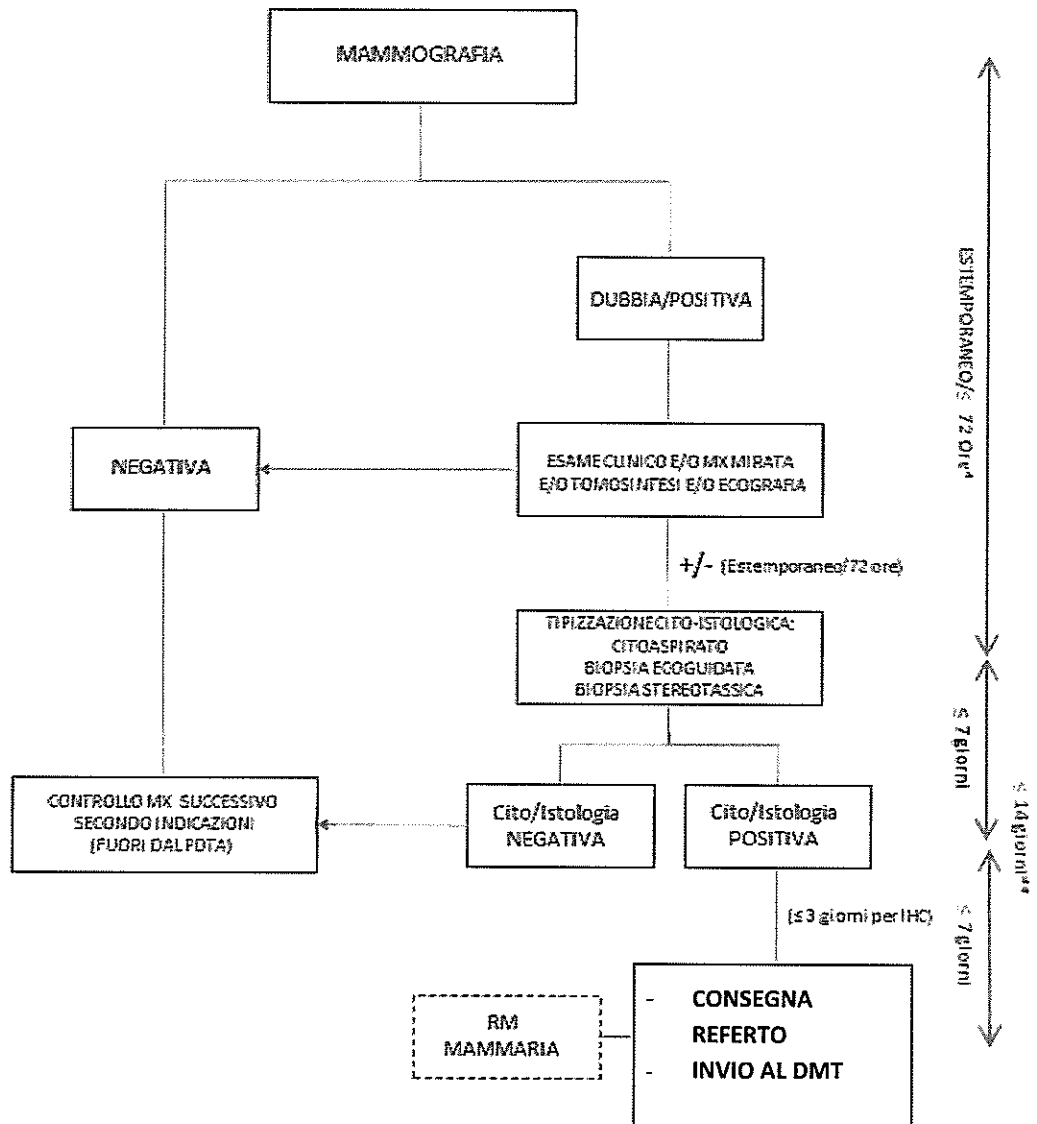 MAMMOGRAFIA
DUBBIA/POSITIVA
NEGATIVA
ESAME CLINICO E/O MX MIRATA
E/O TOMOSINTESI E/O ECOGRAFIA
+/- (Estemporaneo/72 ore)
TIPIZZAZIONE CITO-ISTOLOGICA:
CITOASPIRATO
BIOPSIA ECOGUIDATA
BIOPSIA STEREOTASSICA
CONTROLLO MX SUCCESSIVO
SECONDO INDICAZIONI
(FUORI DAL PDTA)
Cito/Istologia
NEGATIVA
Cito/Istologia
POSITIVA
(≤ 3 giorni per IHC)
RM
MAMMARIA
- CONSEGNA
REFERTO
- INVIO AL DMT
ESTEMPORANEO/≤ 72 Ore*
≤ 7 giorni
≤ 14 giorni**
≤ 7 giorni